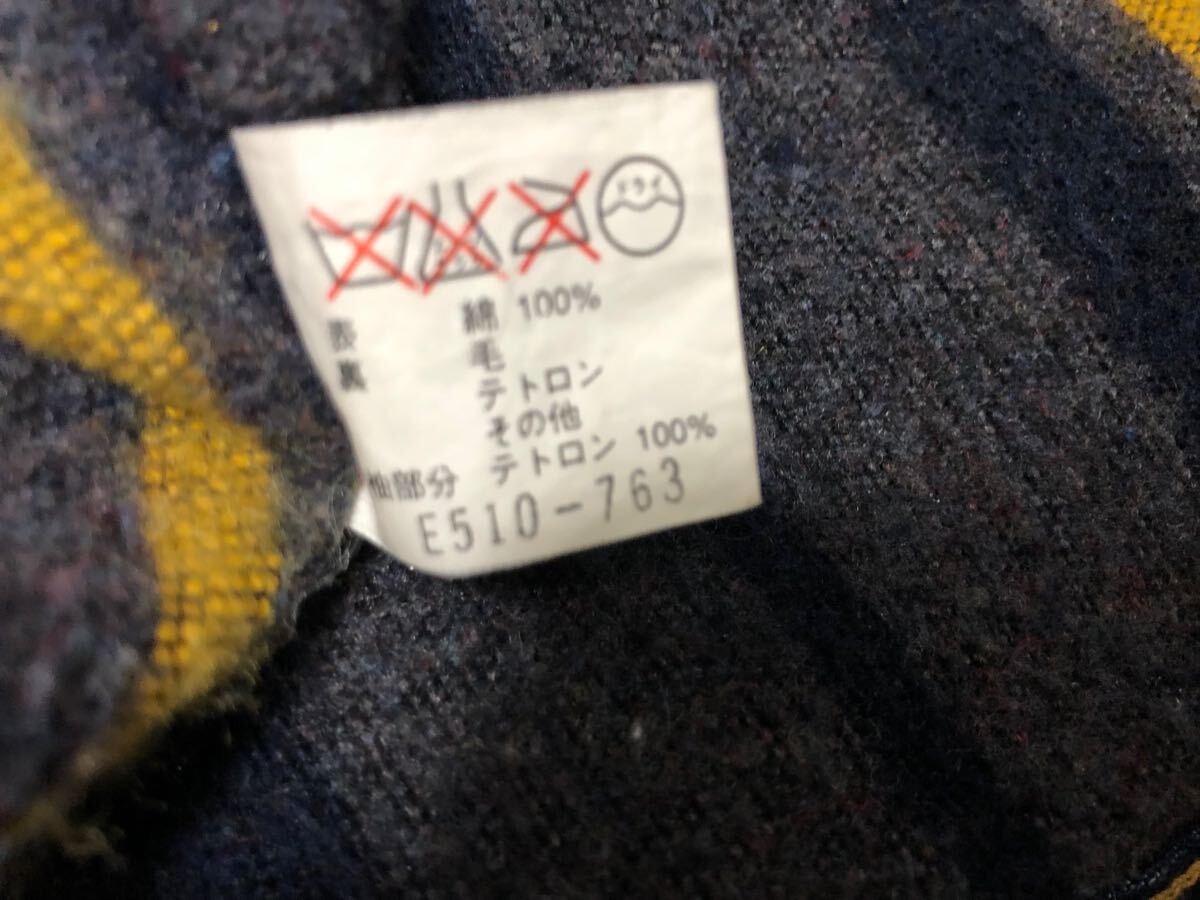 ドライ
表 綿 100%
裏 毛
テトロン
その他
袖部分 テトロン 100%
E510-763